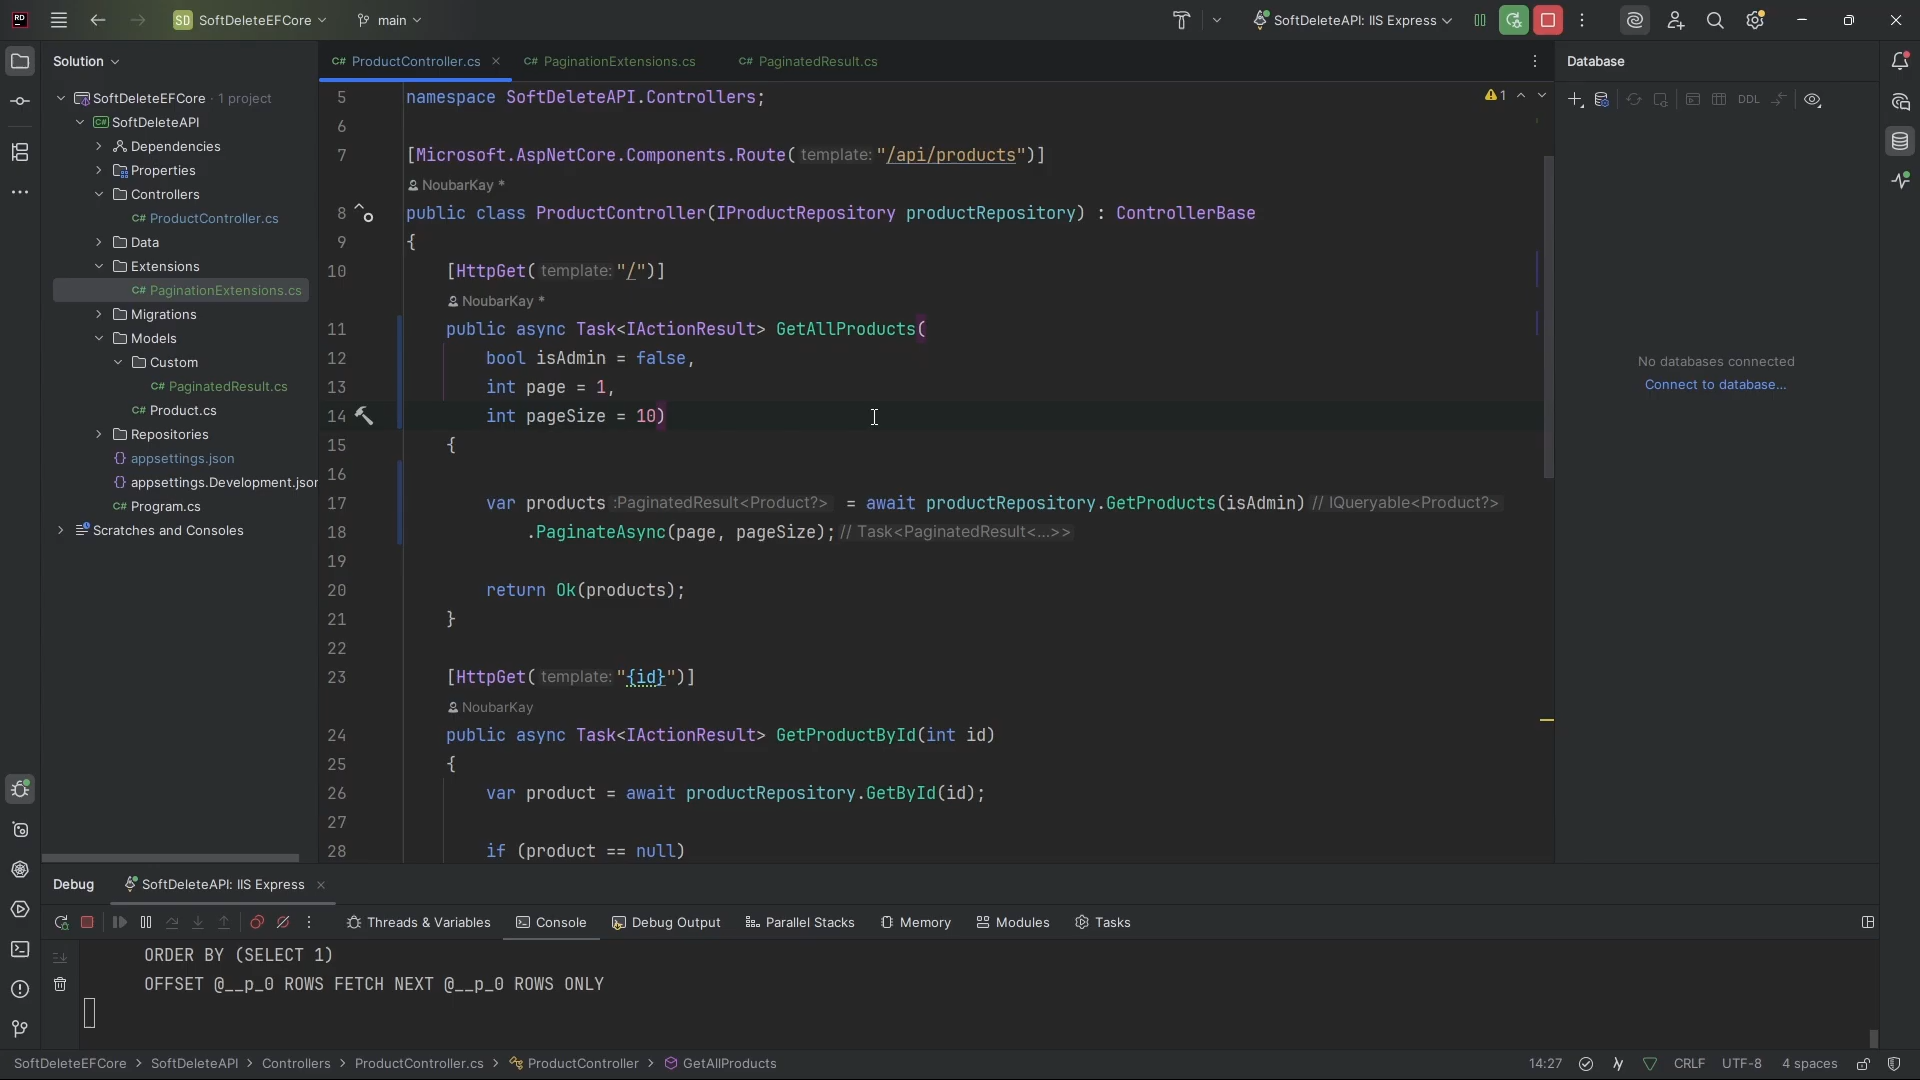 RD
SD SoftDeleteEFCore
main
SoftDeleteAPI: IIS Express
Solution
SoftDeleteEFCore · 1 project
C# SoftDeleteAPI
Dependencies
Properties
Controllers
C# ProductController.cs
Data
Extensions
C# PaginationExtensions.cs
Migrations
Models
Custom
C# PaginatedResult.cs
C# Product.cs
Repositories
{} appsettings.json
{} appsettings.Development.json
C# Program.cs
Scratches and Consoles
C# ProductController.cs
C# PaginationExtensions.cs
C# PaginatedResult.cs
1
5 namespace SoftDeleteAPI.Controllers;
6
7 [Microsoft.AspNetCore.Components.Route( template: "/api/products")]
NoubarKay *
8 public class ProductController(IProductRepository productRepository) : ControllerBase
9 {
10 [HttpGet( template: "/")]
NoubarKay *
11 public async Task<IActionResult> GetAllProducts(
12 bool isAdmin = false,
13 int page = 1,
14 int pageSize = 10)
15 {
16
17 var products :PaginatedResult<Product?> = await productRepository.GetProducts(isAdmin) // IQueryable<Product?>
18 .PaginateAsync(page, pageSize); // Task<PaginatedResult<...>>
19
20 return Ok(products);
21 }
22
23 [HttpGet( template: "{id}")]
NoubarKay
24 public async Task<IActionResult> GetProductById(int id)
25 {
26 var product = await productRepository.GetById(id);
27
28 if (product == null)
Database
DDL
No databases connected
Connect to database...
Debug
SoftDeleteAPI: IIS Express
Threads & Variables
Console
Debug Output
Parallel Stacks
Memory
Modules
Tasks
ORDER BY (SELECT 1)
OFFSET @__p_0 ROWS FETCH NEXT @__p_0 ROWS ONLY
SoftDeleteEFCore > SoftDeleteAPI > Controllers > ProductController.cs > ProductController > GetAllProducts
14:27
CRLF
UTF-8
4 spaces